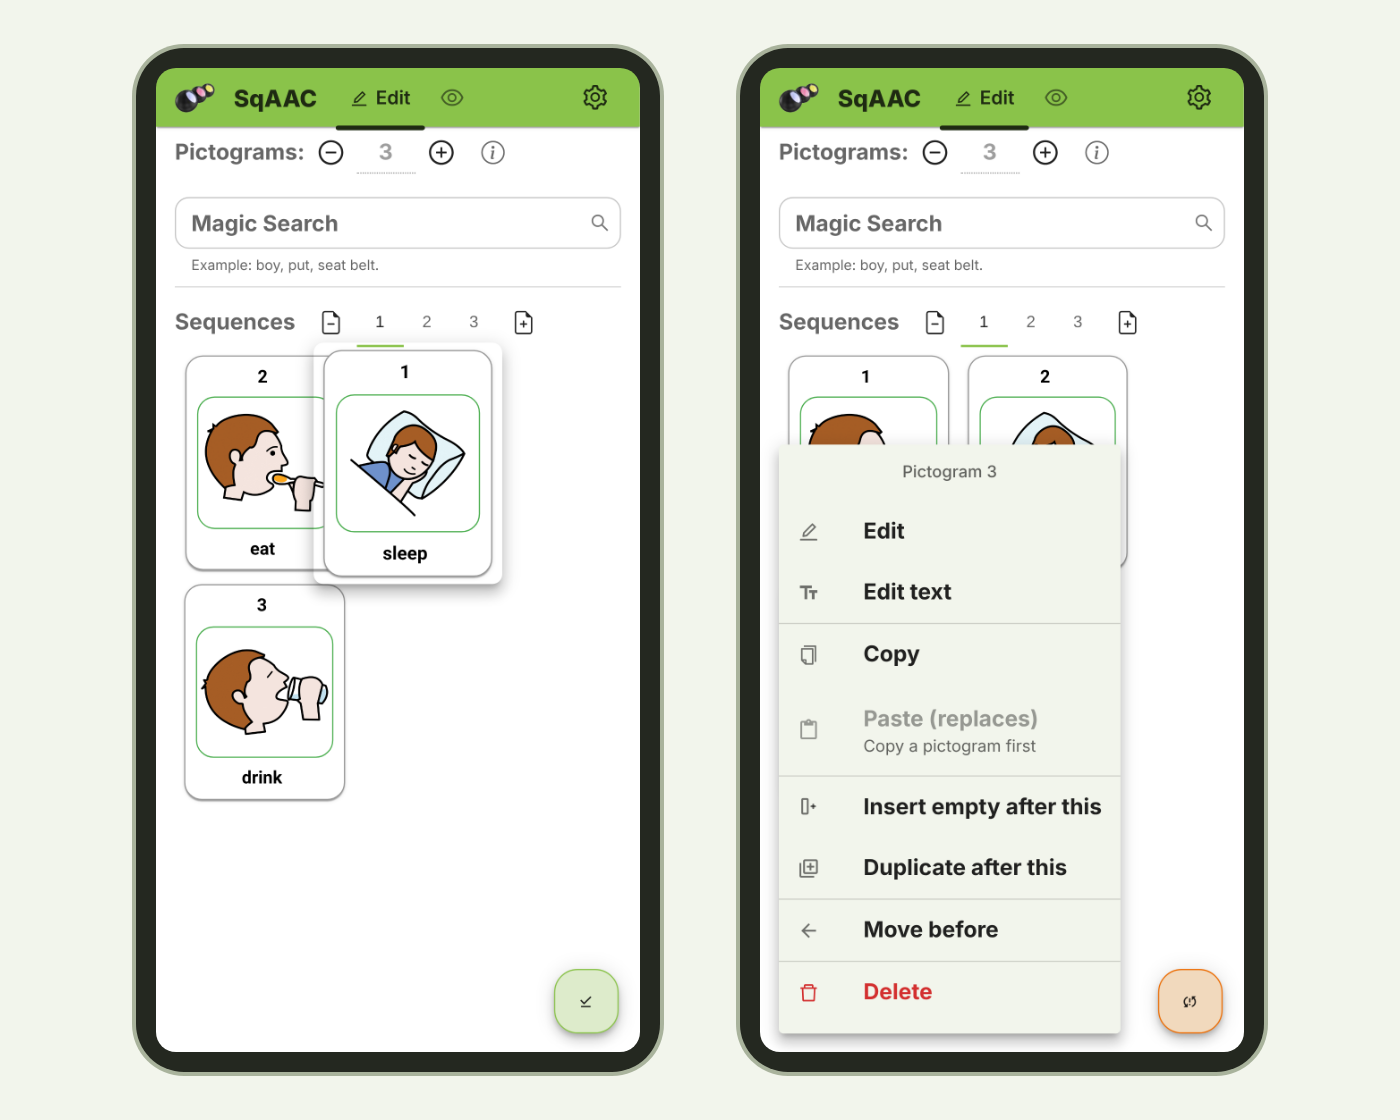 SqAAC Edit
Pictograms: 3
Magic Search
Example: boy, put, seat belt.
Sequences 1 2 3
2
eat
1
sleep
3
drink
SqAAC Edit
Pictograms: 3
Magic Search
Example: boy, put, seat belt.
Sequences 1 2 3
1
2
Pictogram 3
Edit
Edit text
Copy
Paste (replaces)
Copy a pictogram first
Insert empty after this
Duplicate after this
Move before
Delete